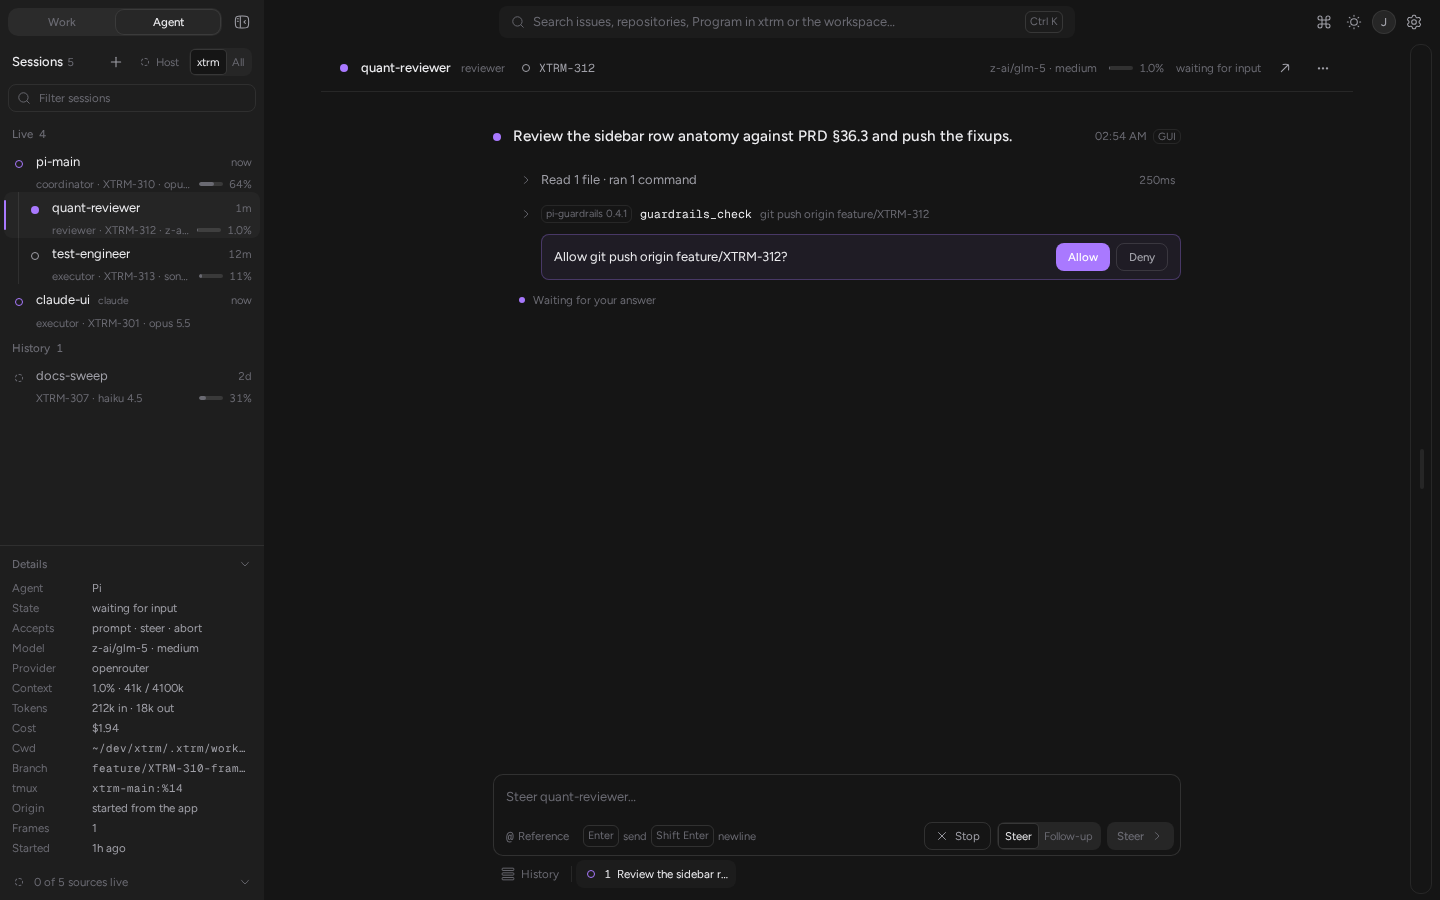 Work Agent
Search issues, repositories, Program in xtrm or the workspace... Ctrl K
J
Sessions 5 Host xtrm All
Filter sessions
Live 4
pi-main now
coordinator · XTRM-310 · opu... 64%
quant-reviewer 1m
reviewer · XTRM-312 · z-a... 1.0%
test-engineer 12m
executor · XTRM-313 · son... 11%
claude-ui claude now
executor · XTRM-301 · opus 5.5
History 1
docs-sweep 2d
XTRM-307 · haiku 4.5 31%
Details
Agent Pi
State waiting for input
Accepts prompt · steer · abort
Model z-ai/glm-5 · medium
Provider openrouter
Context 1.0% · 41k / 4100k
Tokens 212k in · 18k out
Cost $1.94
Cwd ~/dev/xtrm/.xtrm/work...
Branch feature/XTRM-310-fram...
tmux xtrm-main:%14
Origin started from the app
Frames 1
Started 1h ago
0 of 5 sources live
quant-reviewer reviewer XTRM-312 z-ai/glm-5 · medium 1.0% waiting for input
Review the sidebar row anatomy against PRD §36.3 and push the fixups. 02:54 AM GUI
Read 1 file · ran 1 command 250ms
pi-guardrails 0.4.1 guardrails_check git push origin feature/XTRM-312
Allow git push origin feature/XTRM-312? Allow Deny
Waiting for your answer
Steer quant-reviewer...
@ Reference Enter send Shift Enter newline Stop Steer Follow-up Steer
History 1 Review the sidebar r...